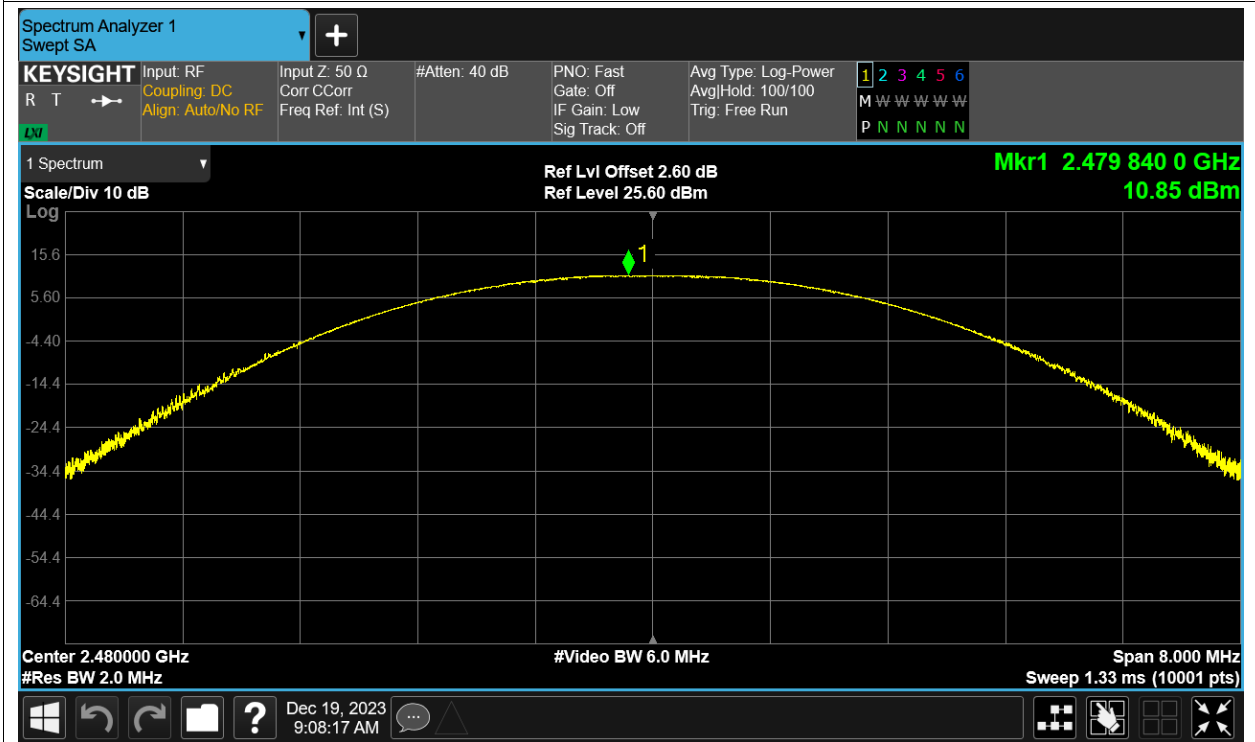 Spectrum Analyzer 1
Swept SA
+
KEYSIGHT
R T
LXI
Input: RF
Coupling: DC
Align: Auto/No RF
Input Z: 50 Ω
Corr CCorr
Freq Ref: Int (S)
#Atten: 40 dB
PNO: Fast
Gate: Off
IF Gain: Low
Sig Track: Off
Avg Type: Log-Power
Avg|Hold: 100/100
Trig: Free Run
1 2 3 4 5 6
M W W W W W
P N N N N N
1 Spectrum
Scale/Div 10 dB
Log
Ref Lvl Offset 2.60 dB
Ref Level 25.60 dBm
Mkr1 2.479 840 0 GHz
10.85 dBm
1
15.6
5.60
-4.40
-14.4
-24.4
-34.4
-44.4
-54.4
-64.4
Center 2.480000 GHz
#Res BW 2.0 MHz
#Video BW 6.0 MHz
Span 8.000 MHz
Sweep 1.33 ms (10001 pts)
?
Dec 19, 2023
9:08:17 AM